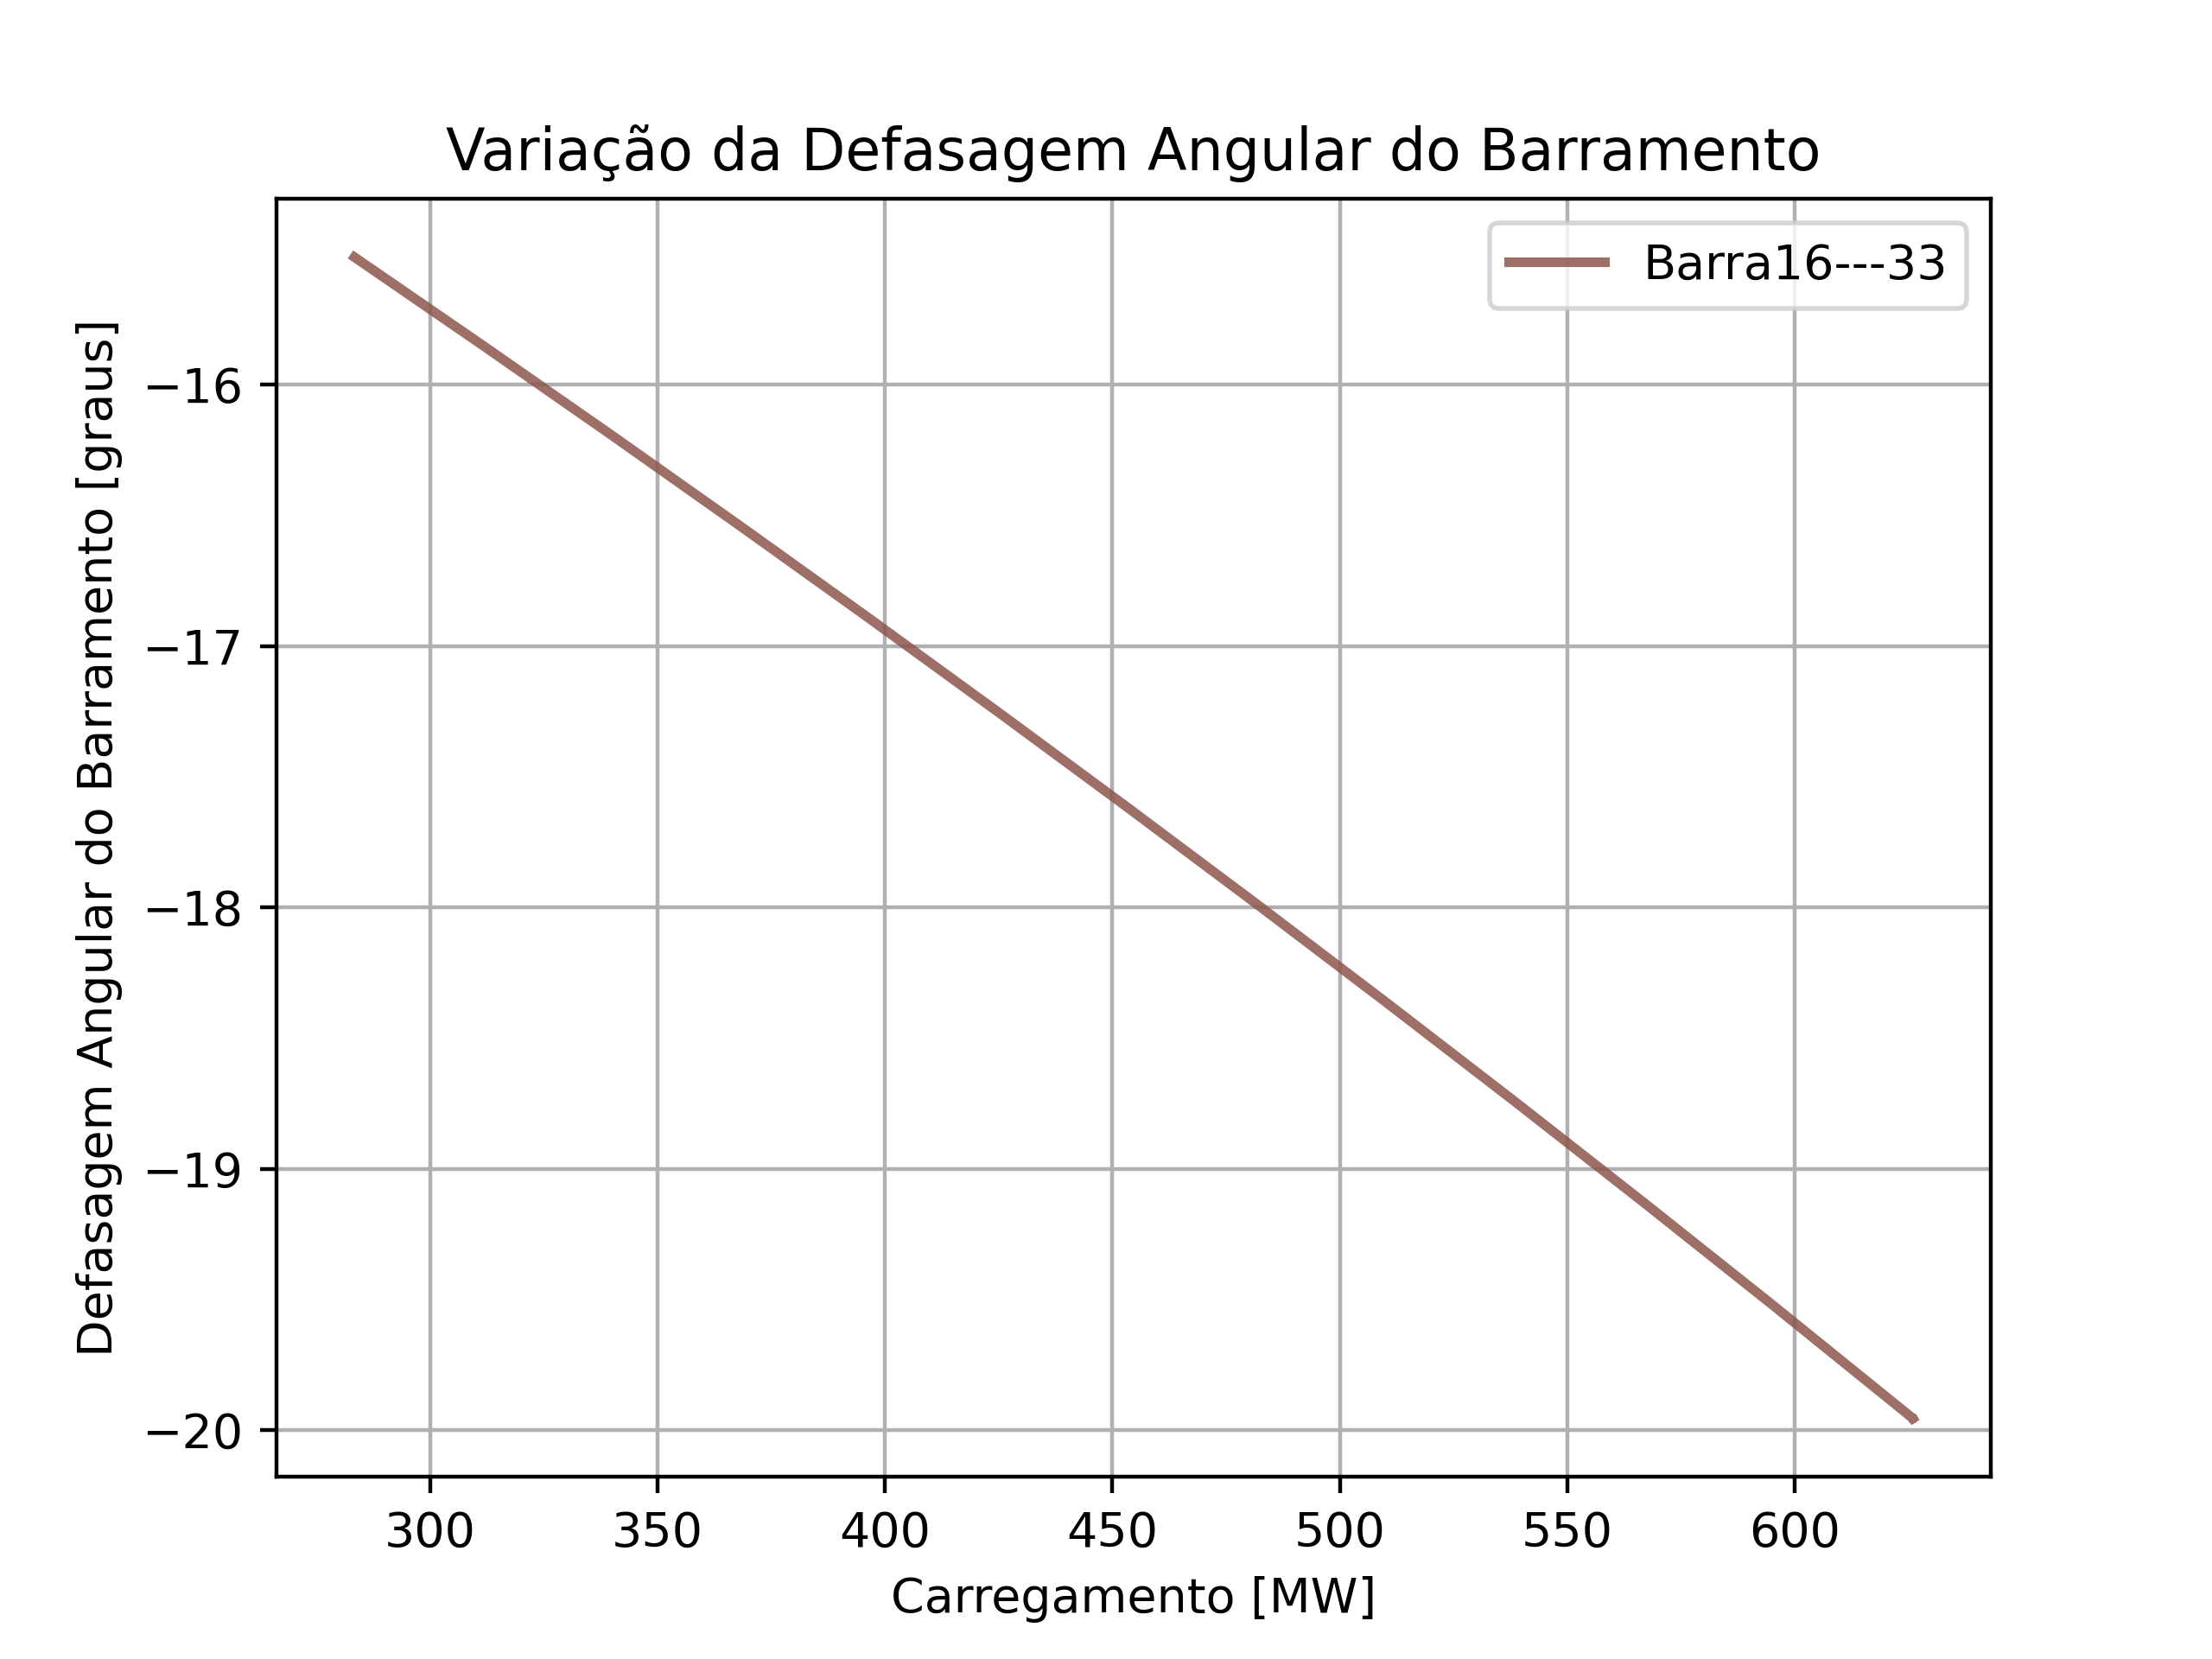 Variação da Defasagem Angular do Barramento
Barra16---33
Defasagem Angular do Barramento [graus]
−16
−17
−18
−19
−20
300 350 400 450 500 550 600
Carregamento [MW]